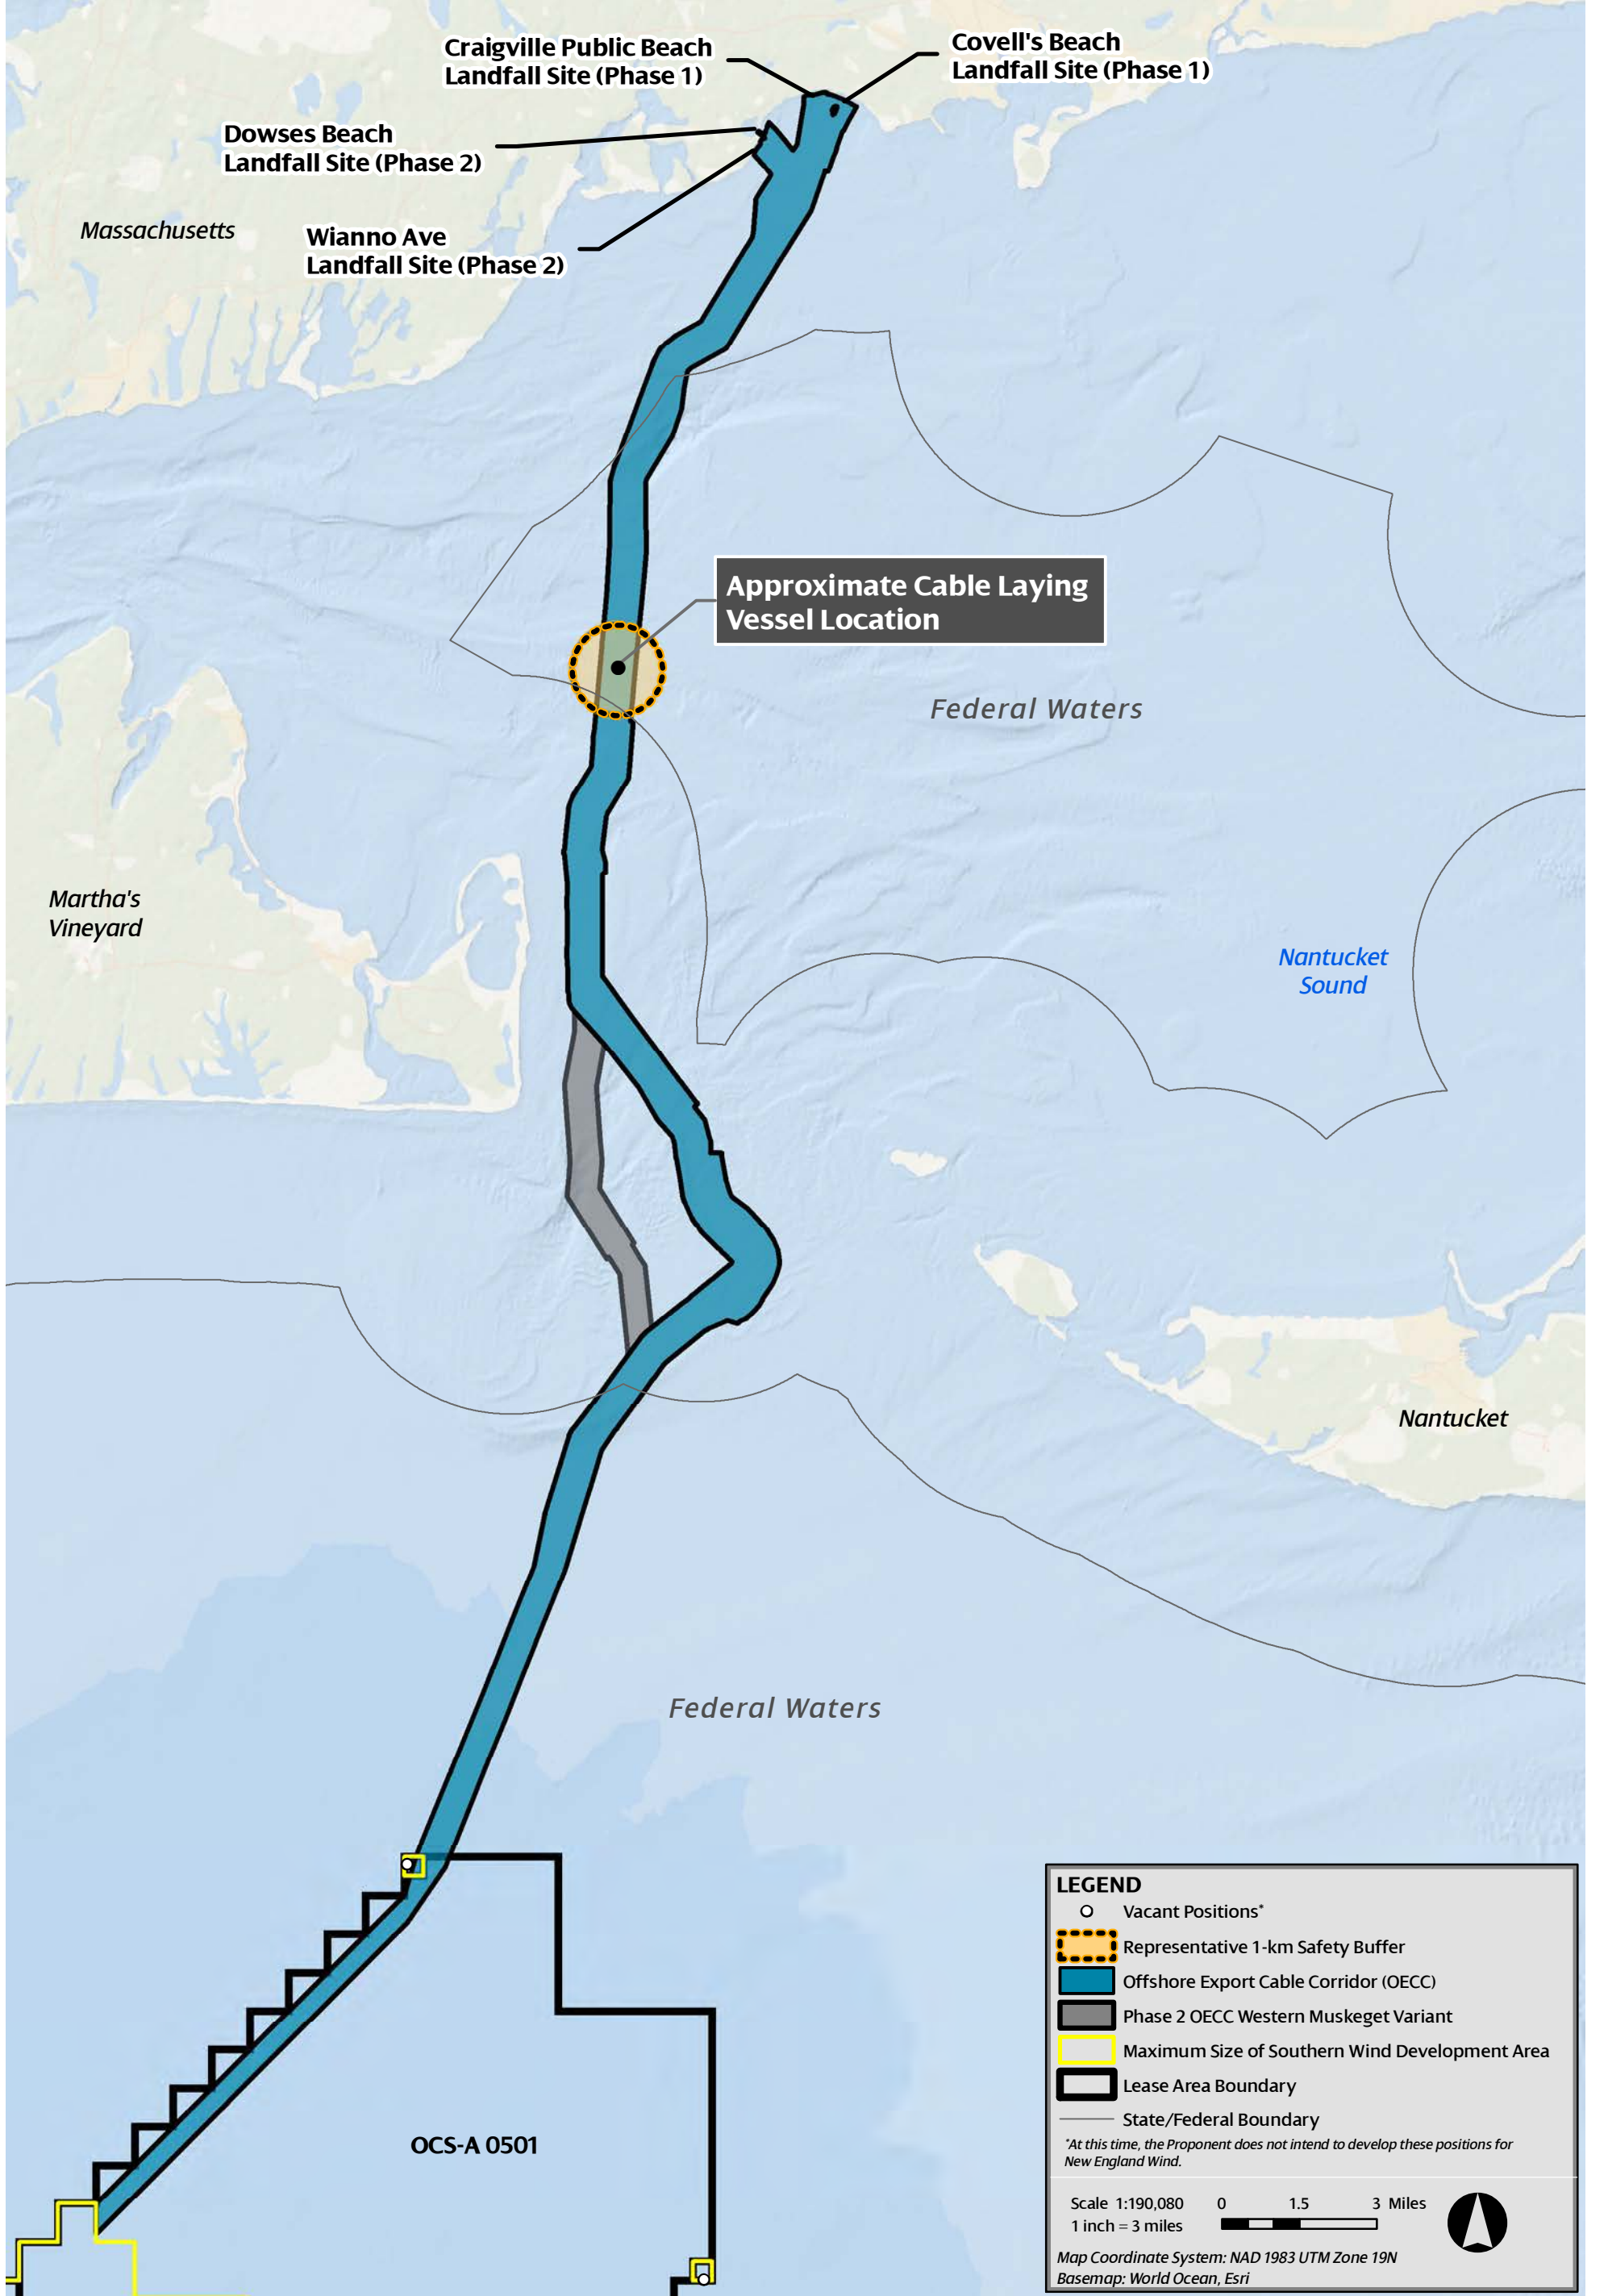 Craigville Public Beach
Landfall Site (Phase 1)
Covell's Beach
Landfall Site (Phase 1)
Dowses Beach
Landfall Site (Phase 2)
Massachusetts
Wianno Ave
Landfall Site (Phase 2)
Approximate Cable Laying
Vessel Location
Federal Waters
Martha's
Vineyard
Nantucket
Sound
Nantucket
Federal Waters
OCS-A 0501
LEGEND
Vacant Positions*
Representative 1-km Safety Buffer
Offshore Export Cable Corridor (OECC)
Phase 2 OECC Western Muskeget Variant
Maximum Size of Southern Wind Development Area
Lease Area Boundary
State/Federal Boundary
*At this time, the Proponent does not intend to develop these positions for
New England Wind.
Scale 1:190,080 0 1.5 3 Miles
1 inch = 3 miles
Map Coordinate System: NAD 1983 UTM Zone 19N
Basemap: World Ocean, Esri